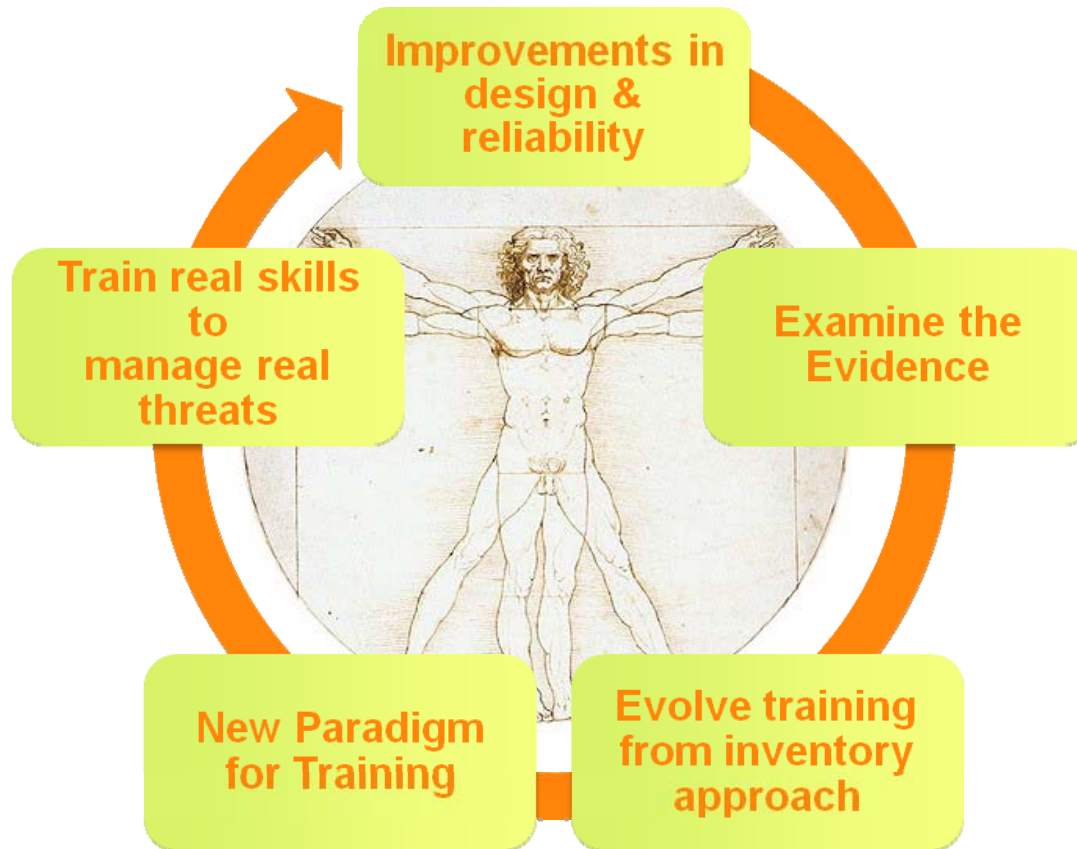 Improvements in
design &
reliability
Examine the
Evidence
Evolve training
from inventory
approach
New Paradigm
for Training
Train real skills
to
manage real
threats